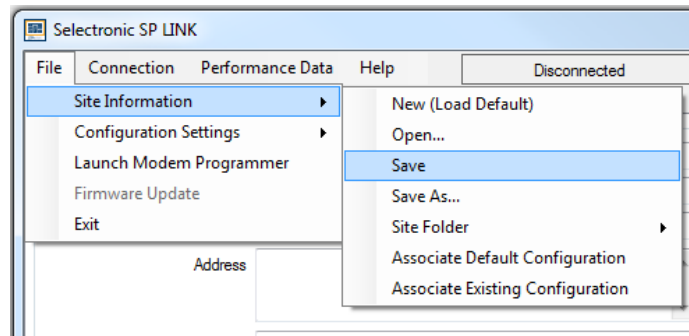 Selectronic SP LINK
File Connection Performance Data Help Disconnected
Site Information
Configuration Settings
Launch Modem Programmer
Firmware Update
Exit
New (Load Default)
Open...
Save
Save As...
Site Folder
Associate Default Configuration
Associate Existing Configuration
Address